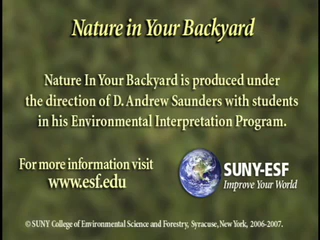 Nature in Your Backyard
Nature In Your Backyard is produced under
the direction of D. Andrew Saunders with students
in his Environmental Interpretation Program.
For more information visit
www.esf.edu
SUNY-ESF
Improve Your World
© SUNY College of Environmental Science and Forestry, Syracuse, New York, 2006-2007.